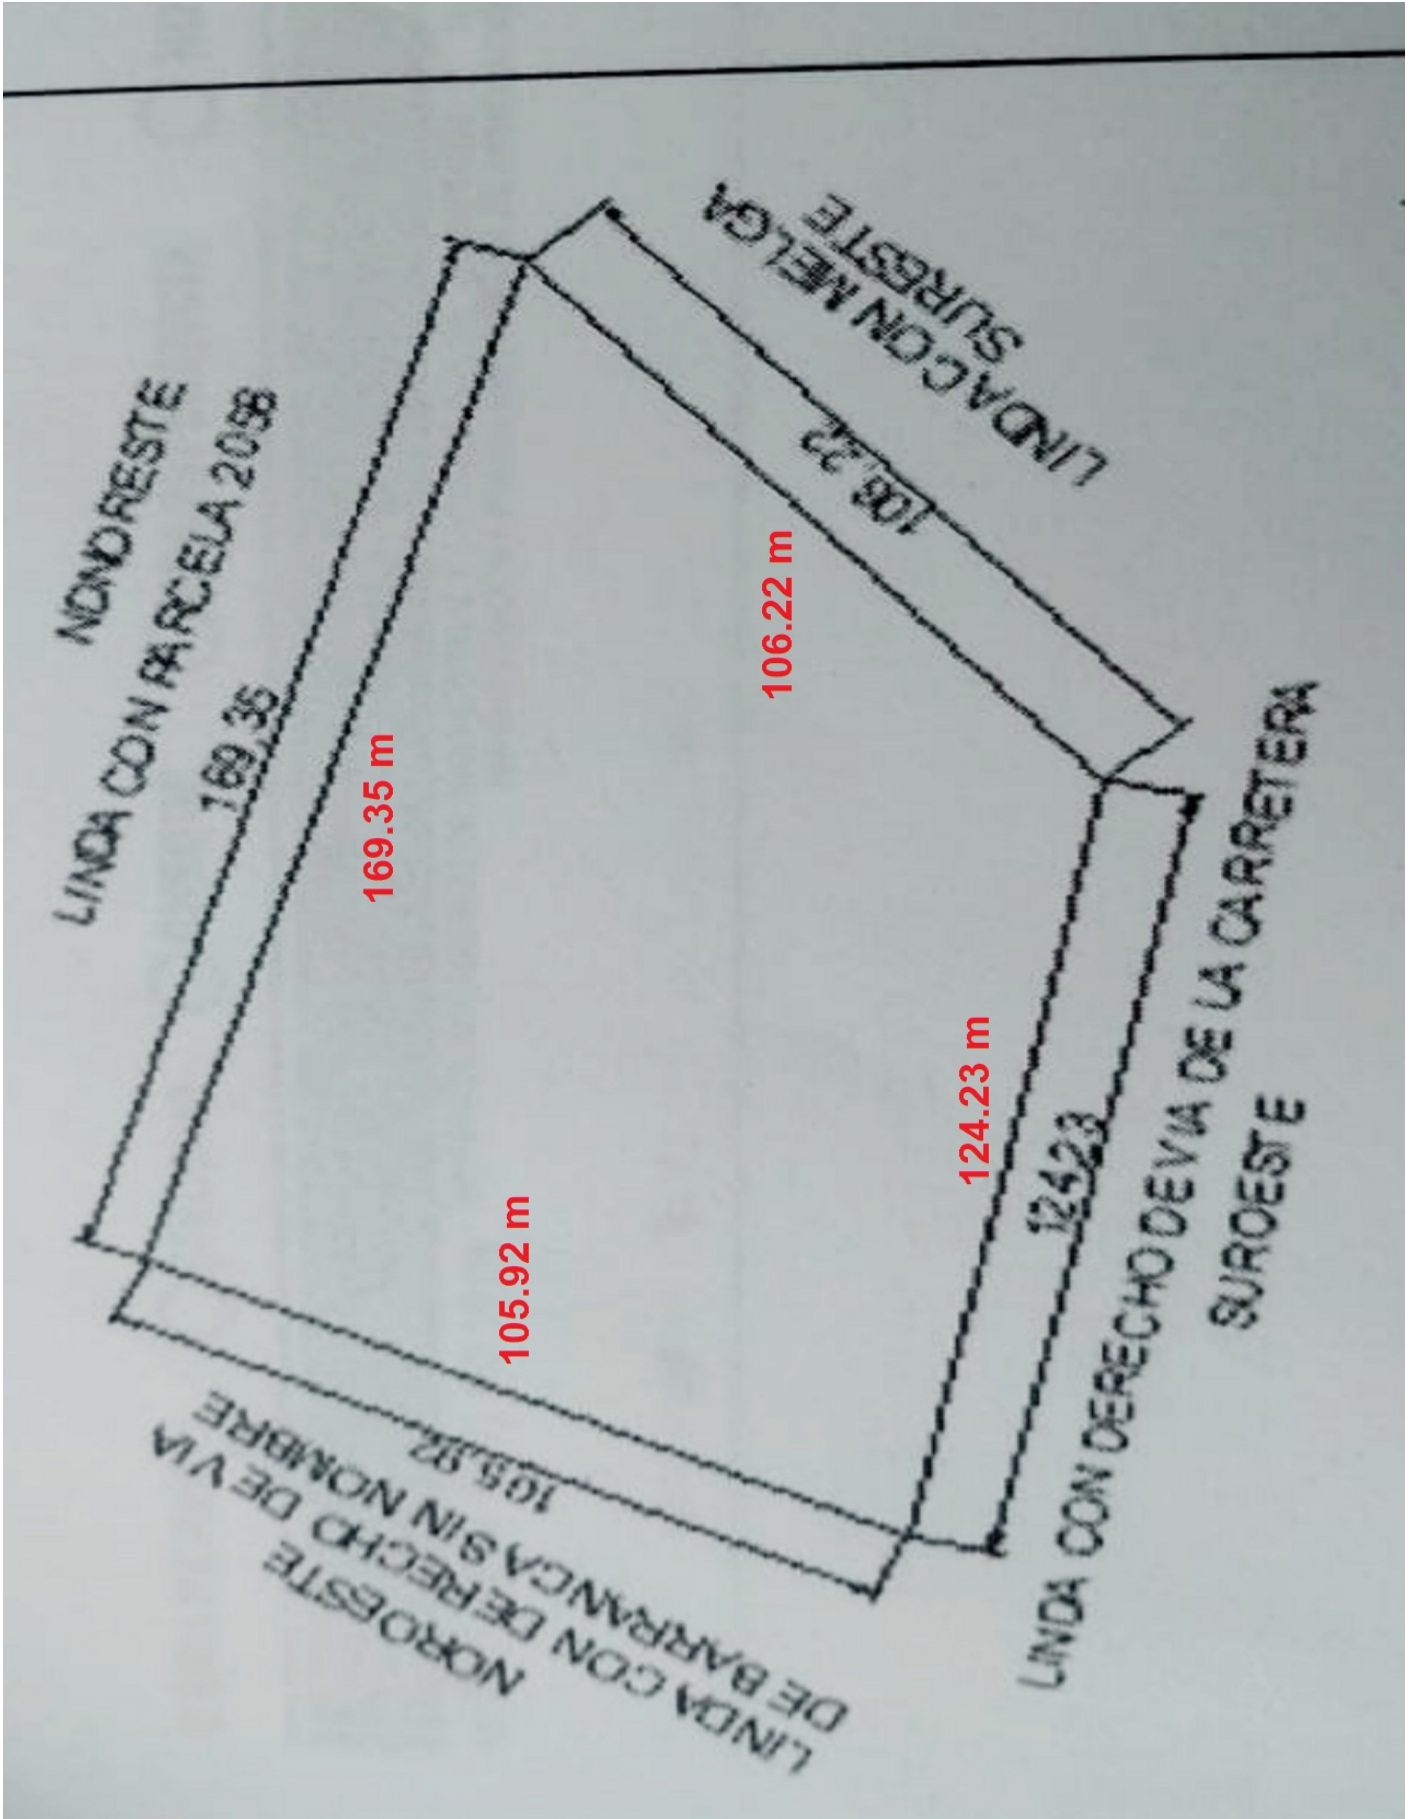 NONORESTE
LINDA CON PARCELA 2098
169.35
169.35 m
LINDA CON MELGA
SURESTE
106.22
106.22 m
124.23 m
124.23
LINDA CON DERECHO DE VIA DE LA CARRETERA
SUROESTE
105.92 m
105.92
NOROESTE
LINDA CON DERECHO DE VIA
DE BARRANCA SIN NOMBRE